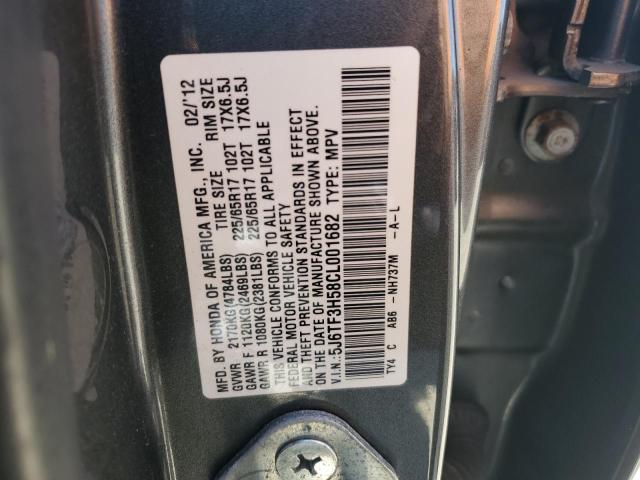 MFD. BY HONDA OF AMERICA MFG., INC. 02/'12
TIRE SIZE RIM SIZE
GVWR 2170KG(4784LBS) 225/65R17 102T 17X6.5J
GAWR F 1120KG(2469LBS) 225/65R17 102T 17X6.5J
GAWR R 1080KG(2381LBS)
THIS VEHICLE CONFORMS TO ALL APPLICABLE
FEDERAL MOTOR VEHICLE SAFETY
AND THEFT PREVENTION STANDARDS IN EFFECT
ON THE DATE OF MANUFACTURE SHOWN ABOVE.
V.I.N.:5J6TF3H58CL001682 TYPE: MPV
TY4 C AB6 -NH737M -A-L